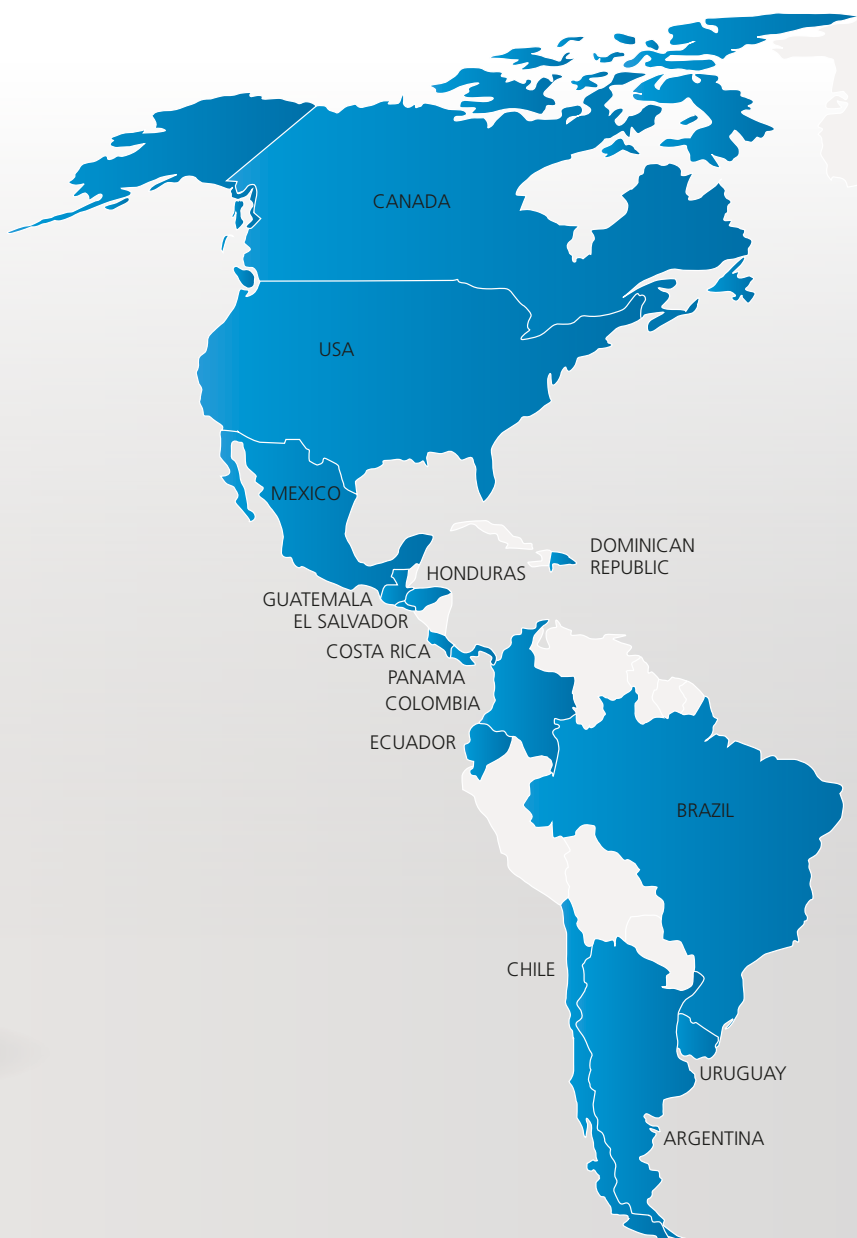 CANADA
USA
MEXICO
DOMINICAN
REPUBLIC
HONDURAS
GUATEMALA
EL SALVADOR
COSTA RICA
PANAMA
COLOMBIA
ECUADOR
BRAZIL
CHILE
URUGUAY
ARGENTINA